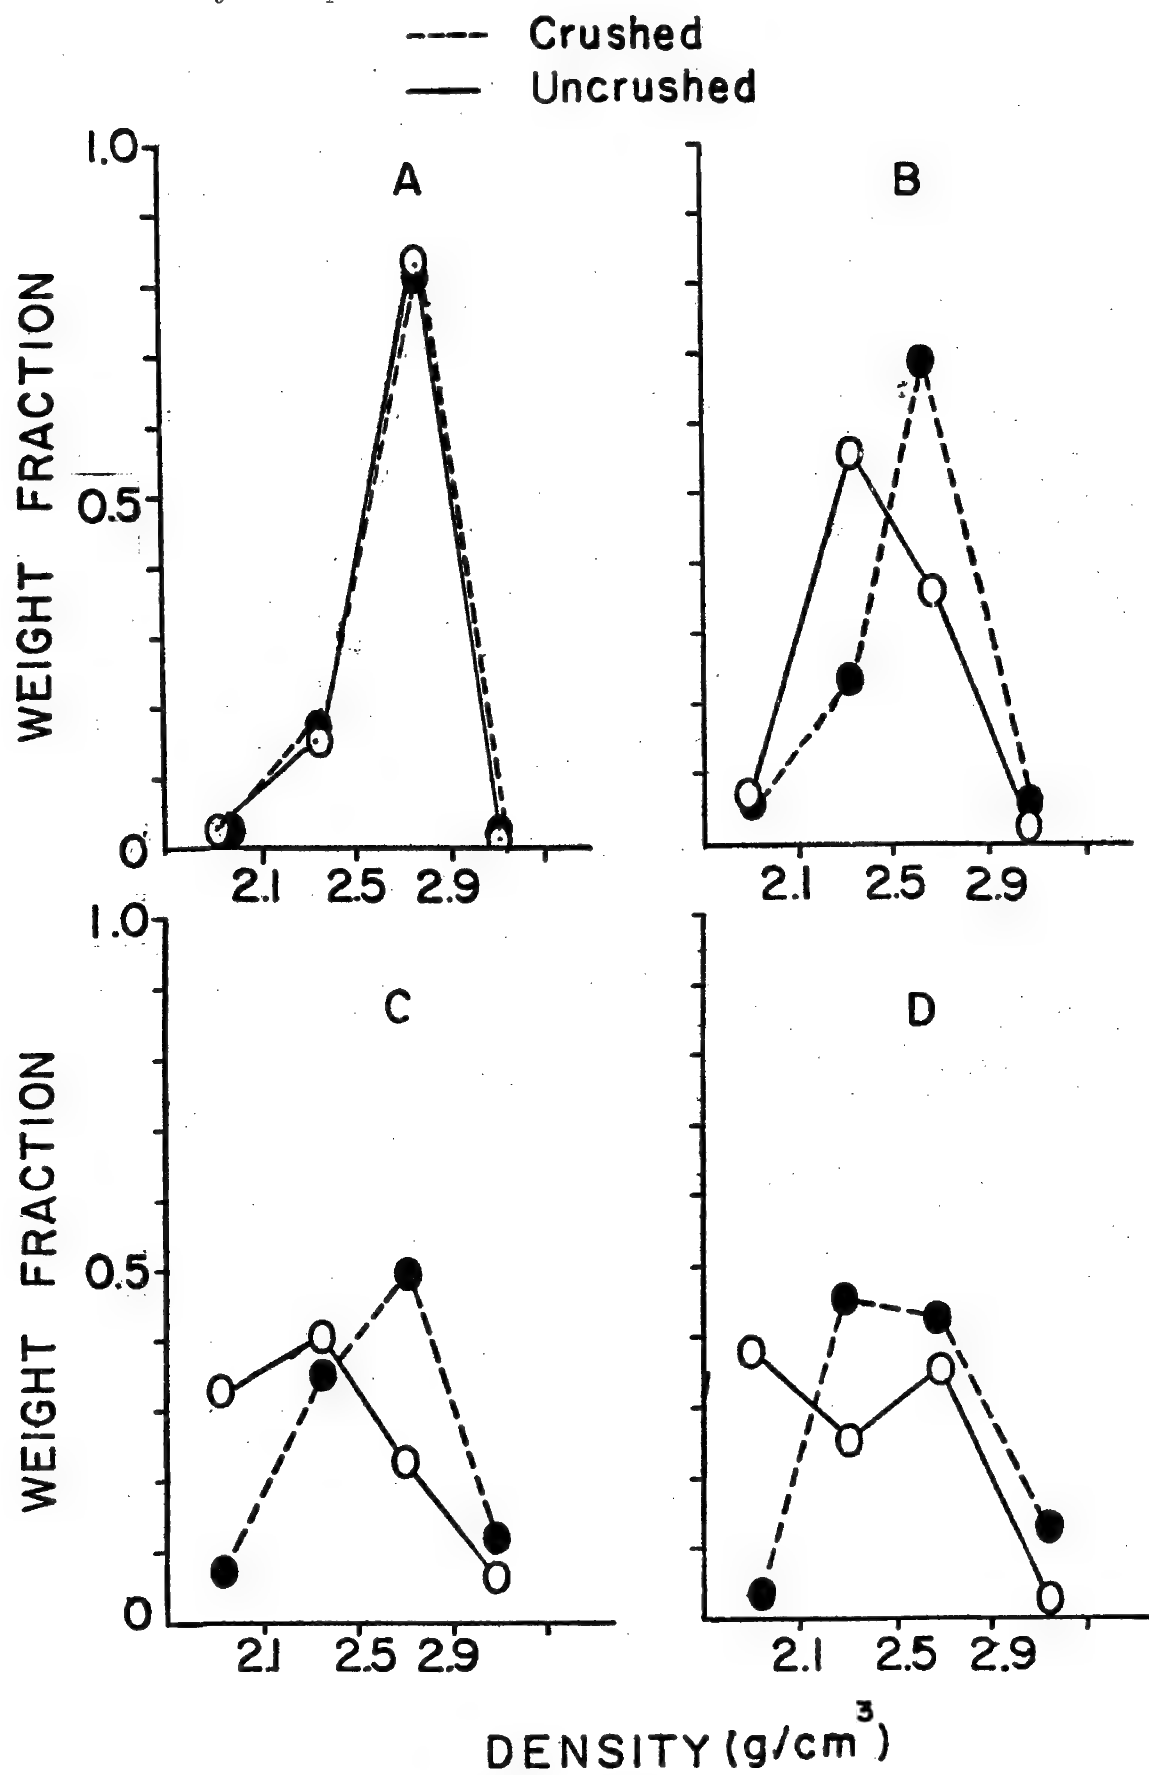 Crushed
Uncrushed
1.0
A
B
WEIGHT FRACTION
0.5
0
2.1 2.5 2.9
2.1 2.5 2.9
1.0
C
D
WEIGHT FRACTION
0.5
0
2.1 2.5 2.9
2.1 2.5 2.9
DENSITY (g/cm³)